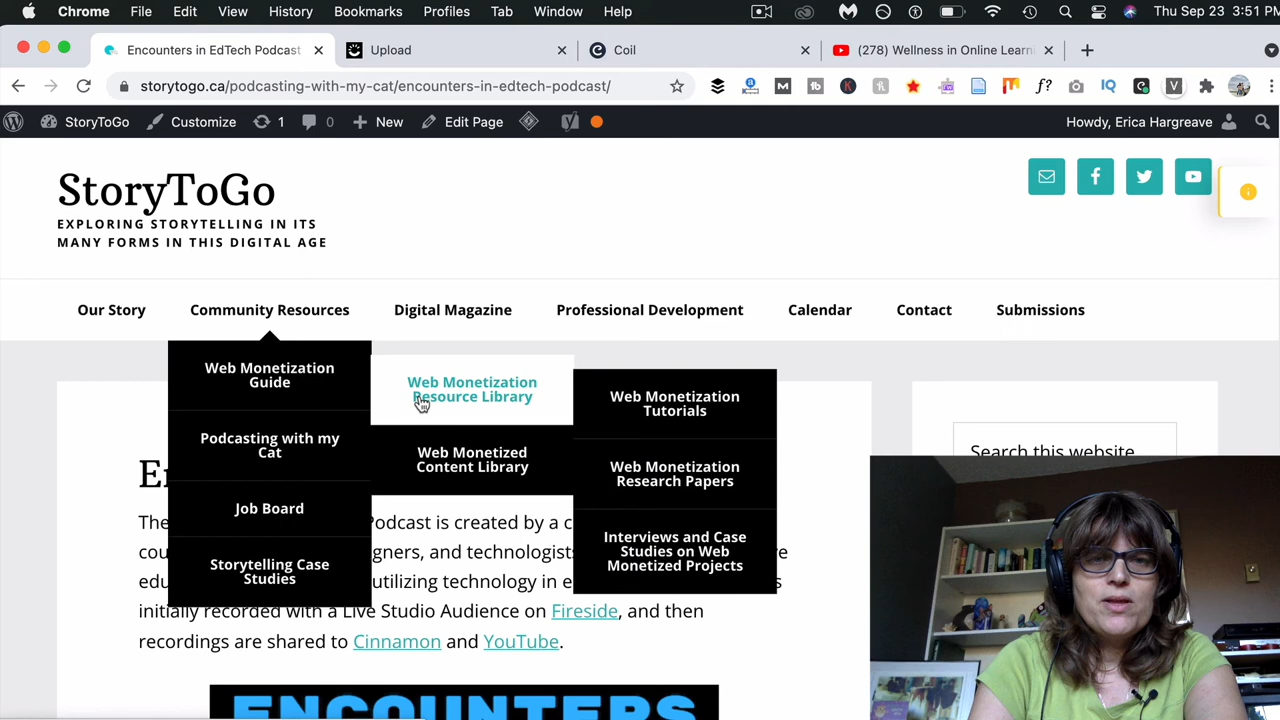 Chrome File Edit View History Bookmarks Profiles Tab Window Help Thu Sep 23 3:51 PM
Encounters in EdTech Podcast Upload Coil (278) Wellness in Online Learni
storytogo.ca/podcasting-with-my-cat/encounters-in-edtech-podcast/
StoryToGo Customize 1 0 New Edit Page Howdy, Erica Hargreave
StoryToGo
EXPLORING STORYTELLING IN ITS
MANY FORMS IN THIS DIGITAL AGE
Our Story Community Resources Digital Magazine Professional Development Calendar Contact Submissions
Web Monetization
Guide
Podcasting with my
Cat
Job Board
Storytelling Case
Studies
Web Monetization
Resource Library
Web Monetized
Content Library
Web Monetization
Tutorials
Web Monetization
Research Papers
Interviews and Case
Studies on Web
Monetized Projects
Search this website
The Podcast is created by a c
cou gners, and technologists
edu utilizing technology in e
initially recorded with a Live Studio Audience on Fireside, and then
recordings are shared to Cinnamon and YouTube.
ENCOUNTERS